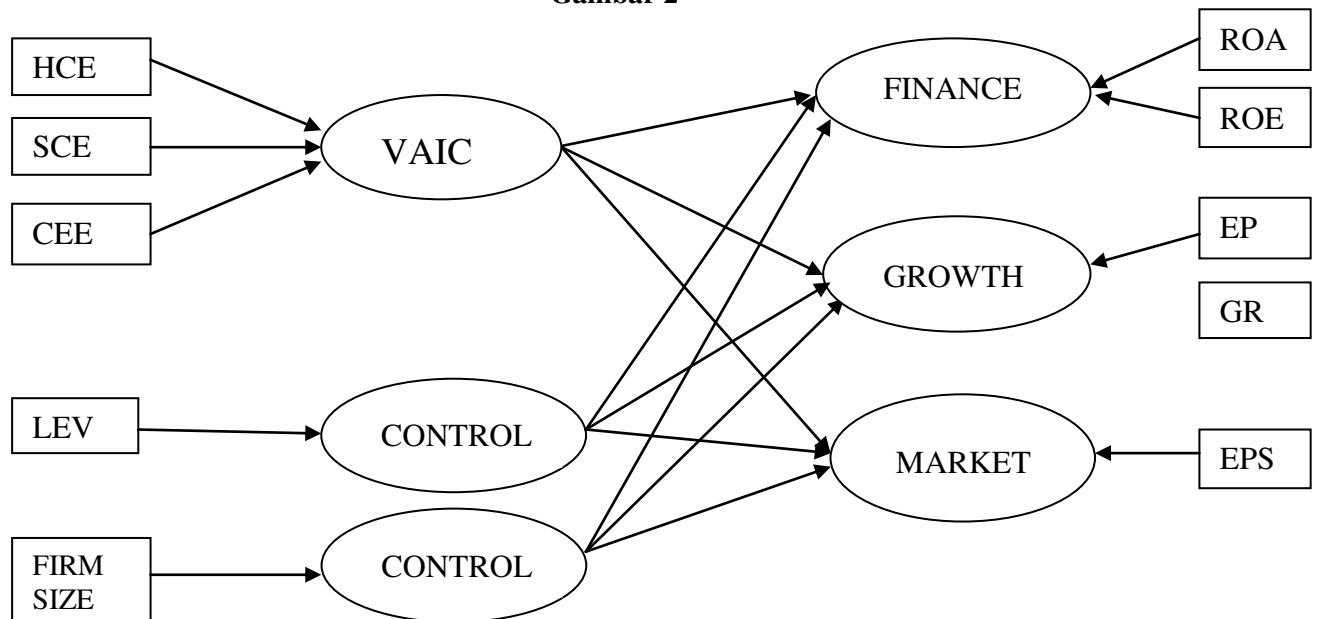 Gambar 2
HCE
SCE
CEE
LEV
FIRM
SIZE
VAIC
CONTROL
CONTROL
FINANCE
GROWTH
MARKET
ROA
ROE
EP
GR
EPS